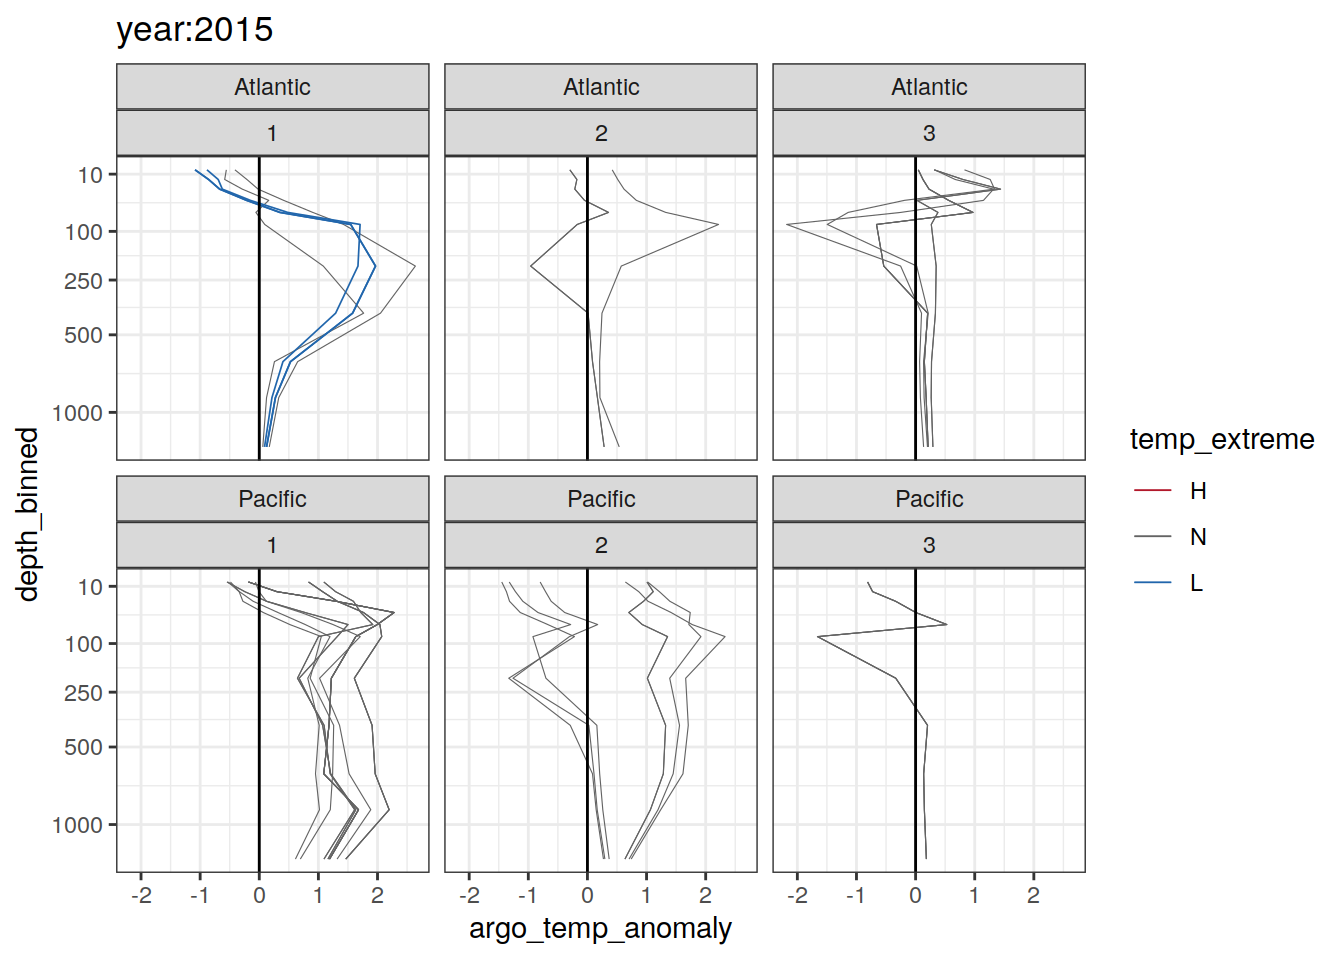 year:2015
Atlantic
Atlantic
Atlantic
1
2
3
10
100
250
500
1000
Pacific
Pacific
Pacific
1
2
3
10
100
250
500
1000
-2 -1 0 1 2
-2 -1 0 1 2
-2 -1 0 1 2
argo_temp_anomaly
depth_binned
temp_extreme
H
N
L